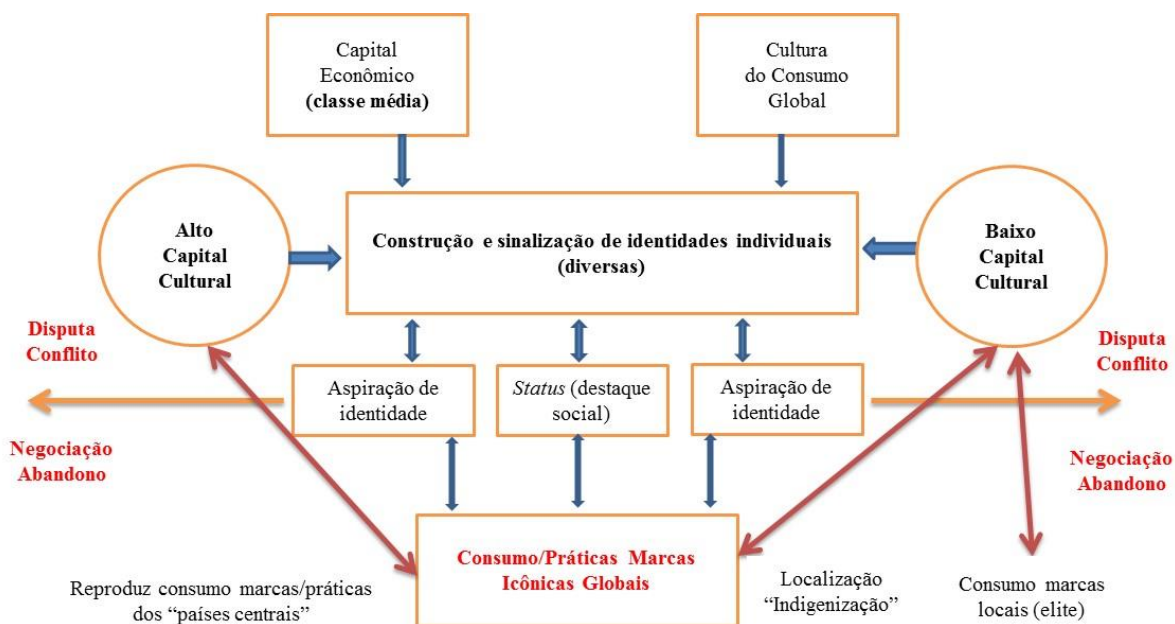 Capital
Econômico
(classe média)
Cultura
do Consumo
Global
Alto
Capital
Cultural
Construção e sinalização de identidades individuais
(diversas)
Baixo
Capital
Cultural
Disputa
Conflito
Disputa
Conflito
Aspiração de
identidade
Status (destaque
social)
Aspiração de
identidade
Negociação
Abandono
Negociação
Abandono
Consumo/Práticas Marcas
Icônicas Globais
Reproduz consumo marcas/práticas
dos “países centrais”
Localização
“Indigenização”
Consumo marcas
locais (elite)